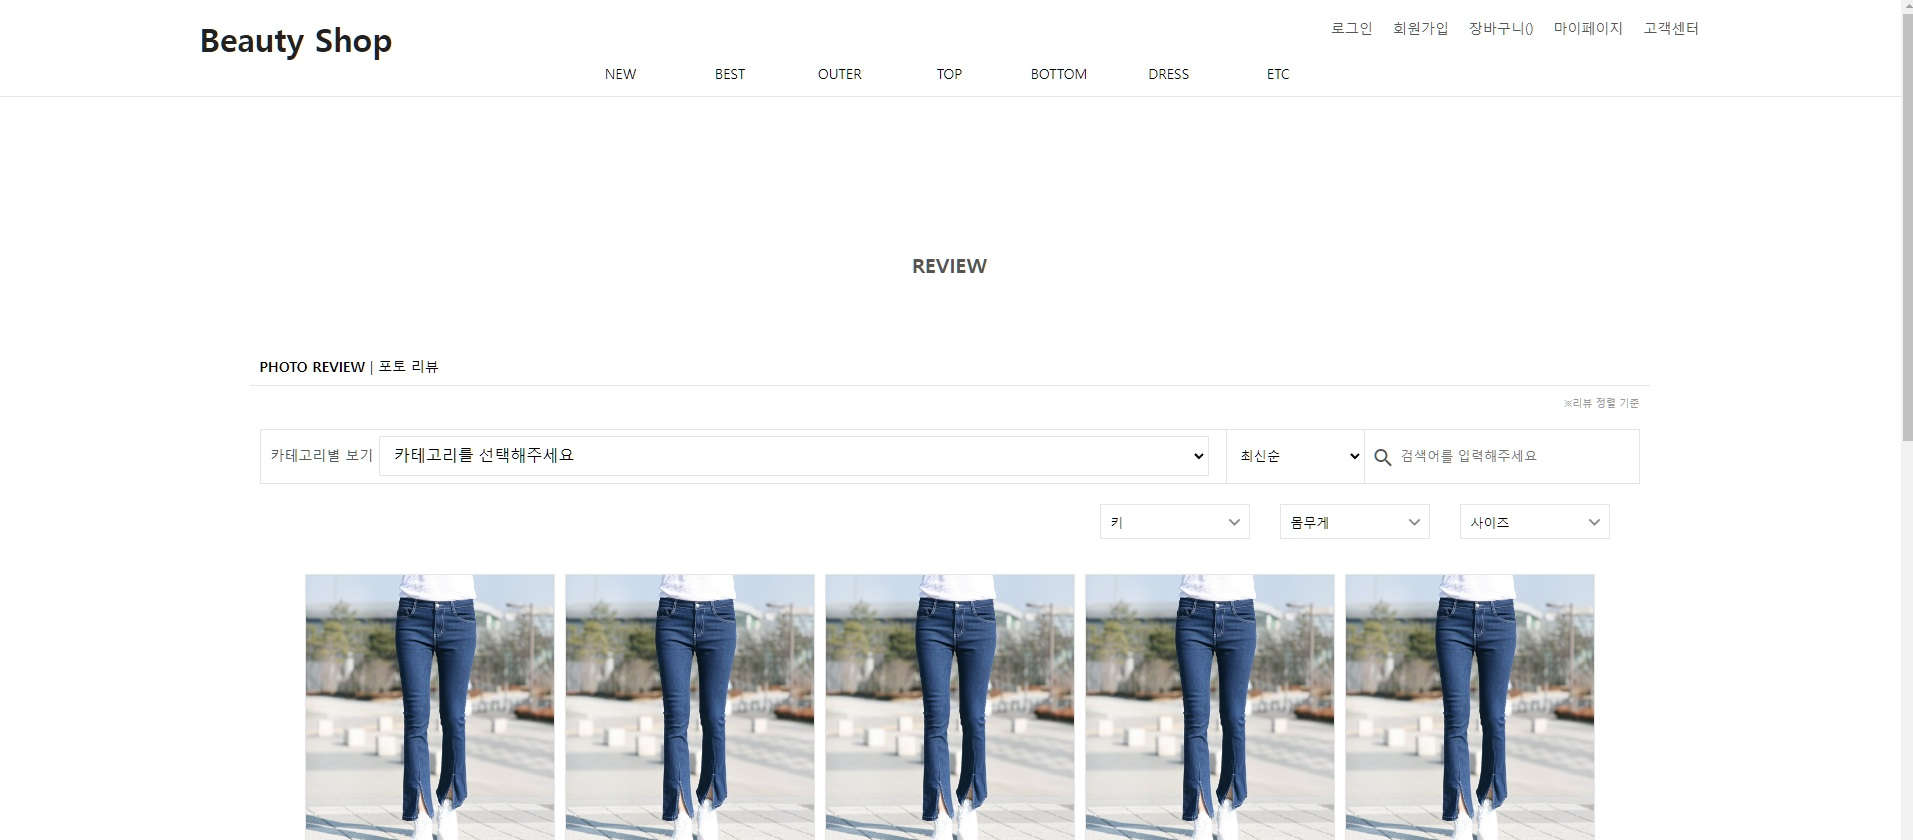 Beauty Shop
로그인 회원가입 장바구니() 마이페이지 고객센터
NEW BEST OUTER TOP BOTTOM DRESS ETC
REVIEW
PHOTO REVIEW | 포토 리뷰
※리뷰 정렬 기준
카테고리별 보기 카테고리를 선택해주세요 최신순 검색어를 입력해주세요
키 몸무게 사이즈